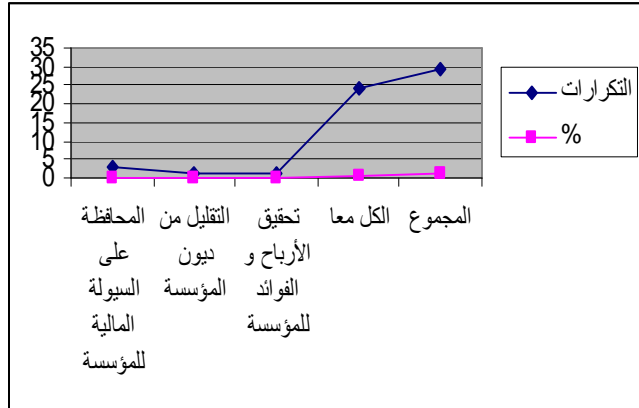 35
30
25
20
15
10
5
0
المحافظة
على
السيولة
المالية
للمؤسسة
التقليل من
ديون
المؤسسة
تحقيق
الأرباح و
الفوائد
للمؤسسة
الكل معا
المجموع
التكرارات
%